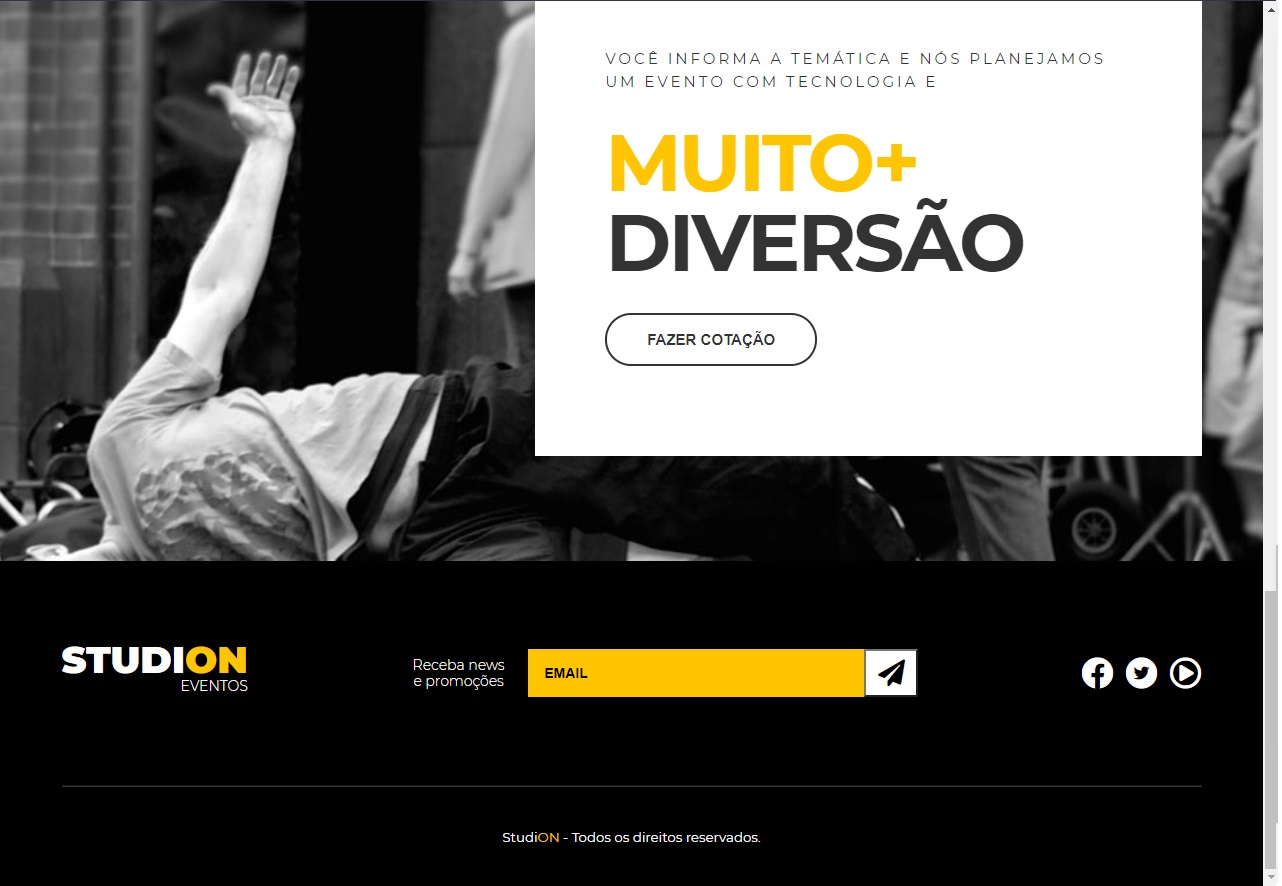 VOCÊ INFORMA A TEMÁTICA E NÓS PLANEJAMOS
UM EVENTO COM TECNOLOGIA E
MUITO+
DIVERSÃO
FAZER COTAÇÃO
STUDION
EVENTOS
Receba news
e promoções
EMAIL
StudiON - Todos os direitos reservados.